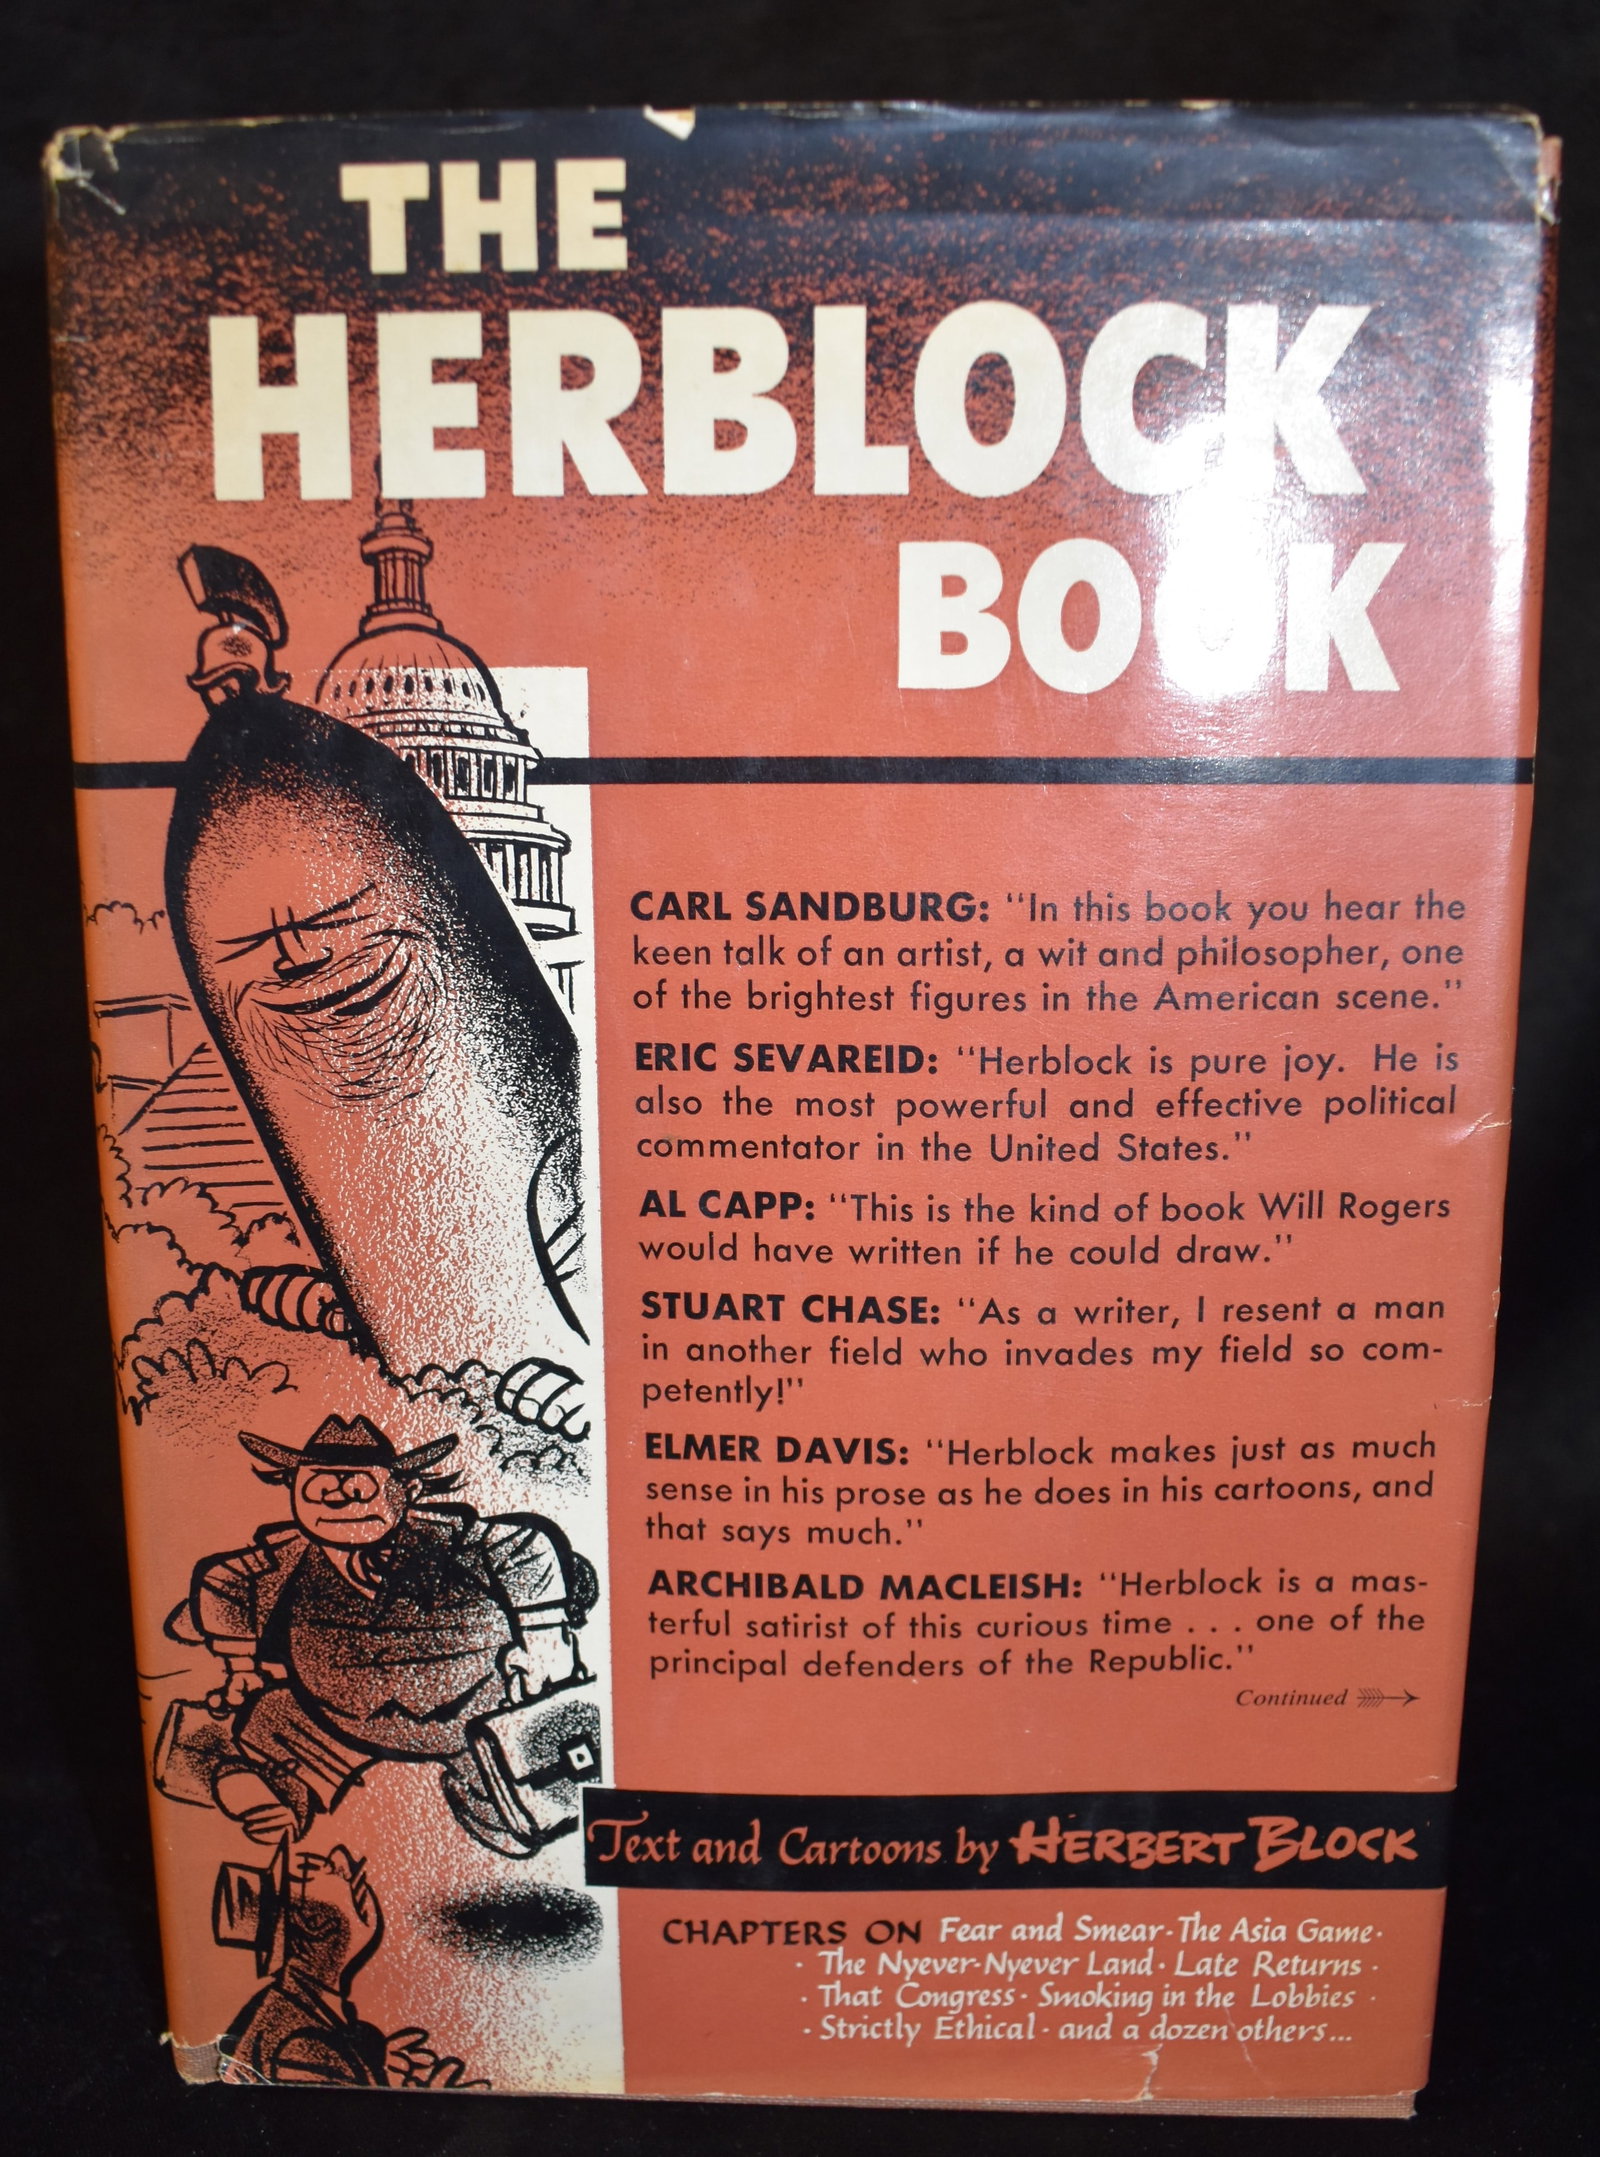 THE
HERBLOCK
BOOK
CARL SANDBURG: "In this book you hear the
keen talk of an artist, a wit and philosopher, one
of the brightest figures in the American scene."
ERIC SEVAREID: "Herblock is pure joy. He is
also the most powerful and effective political
commentator in the United States."
AL CAPP: "This is the kind of book Will Rogers
would have written if he could draw."
STUART CHASE: "As a writer, I resent a man
in another field who invades my field so com-
petently!"
ELMER DAVIS: "Herblock makes just as much
sense in his prose as he does in his cartoons, and
that says much."
ARCHIBALD MACLEISH: "Herblock is a mas-
terful satirist of this curious time . . . one of the
principal defenders of the Republic."
Continued
Text and Cartoons by HERBERT BLOCK
CHAPTERS ON Fear and Smear · The Asia Game ·
· The Nyever-Nyever Land · Late Returns ·
· That Congress · Smoking in the Lobbies ·
· Strictly Ethical · and a dozen others...